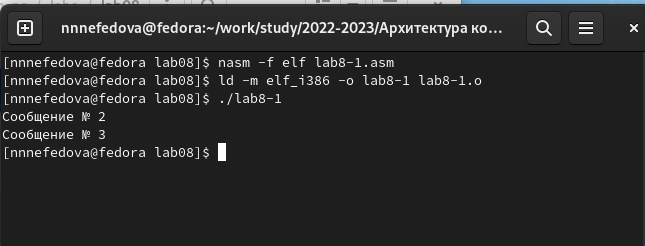 nnnefedova@fedora:~/work/study/2022-2023/Архитектура ко...
[nnnefedova@fedora lab08]$ nasm -f elf lab8-1.asm
[nnnefedova@fedora lab08]$ ld -m elf_i386 -o lab8-1 lab8-1.o
[nnnefedova@fedora lab08]$ ./lab8-1
Сообщение № 2
Сообщение № 3
[nnnefedova@fedora lab08]$